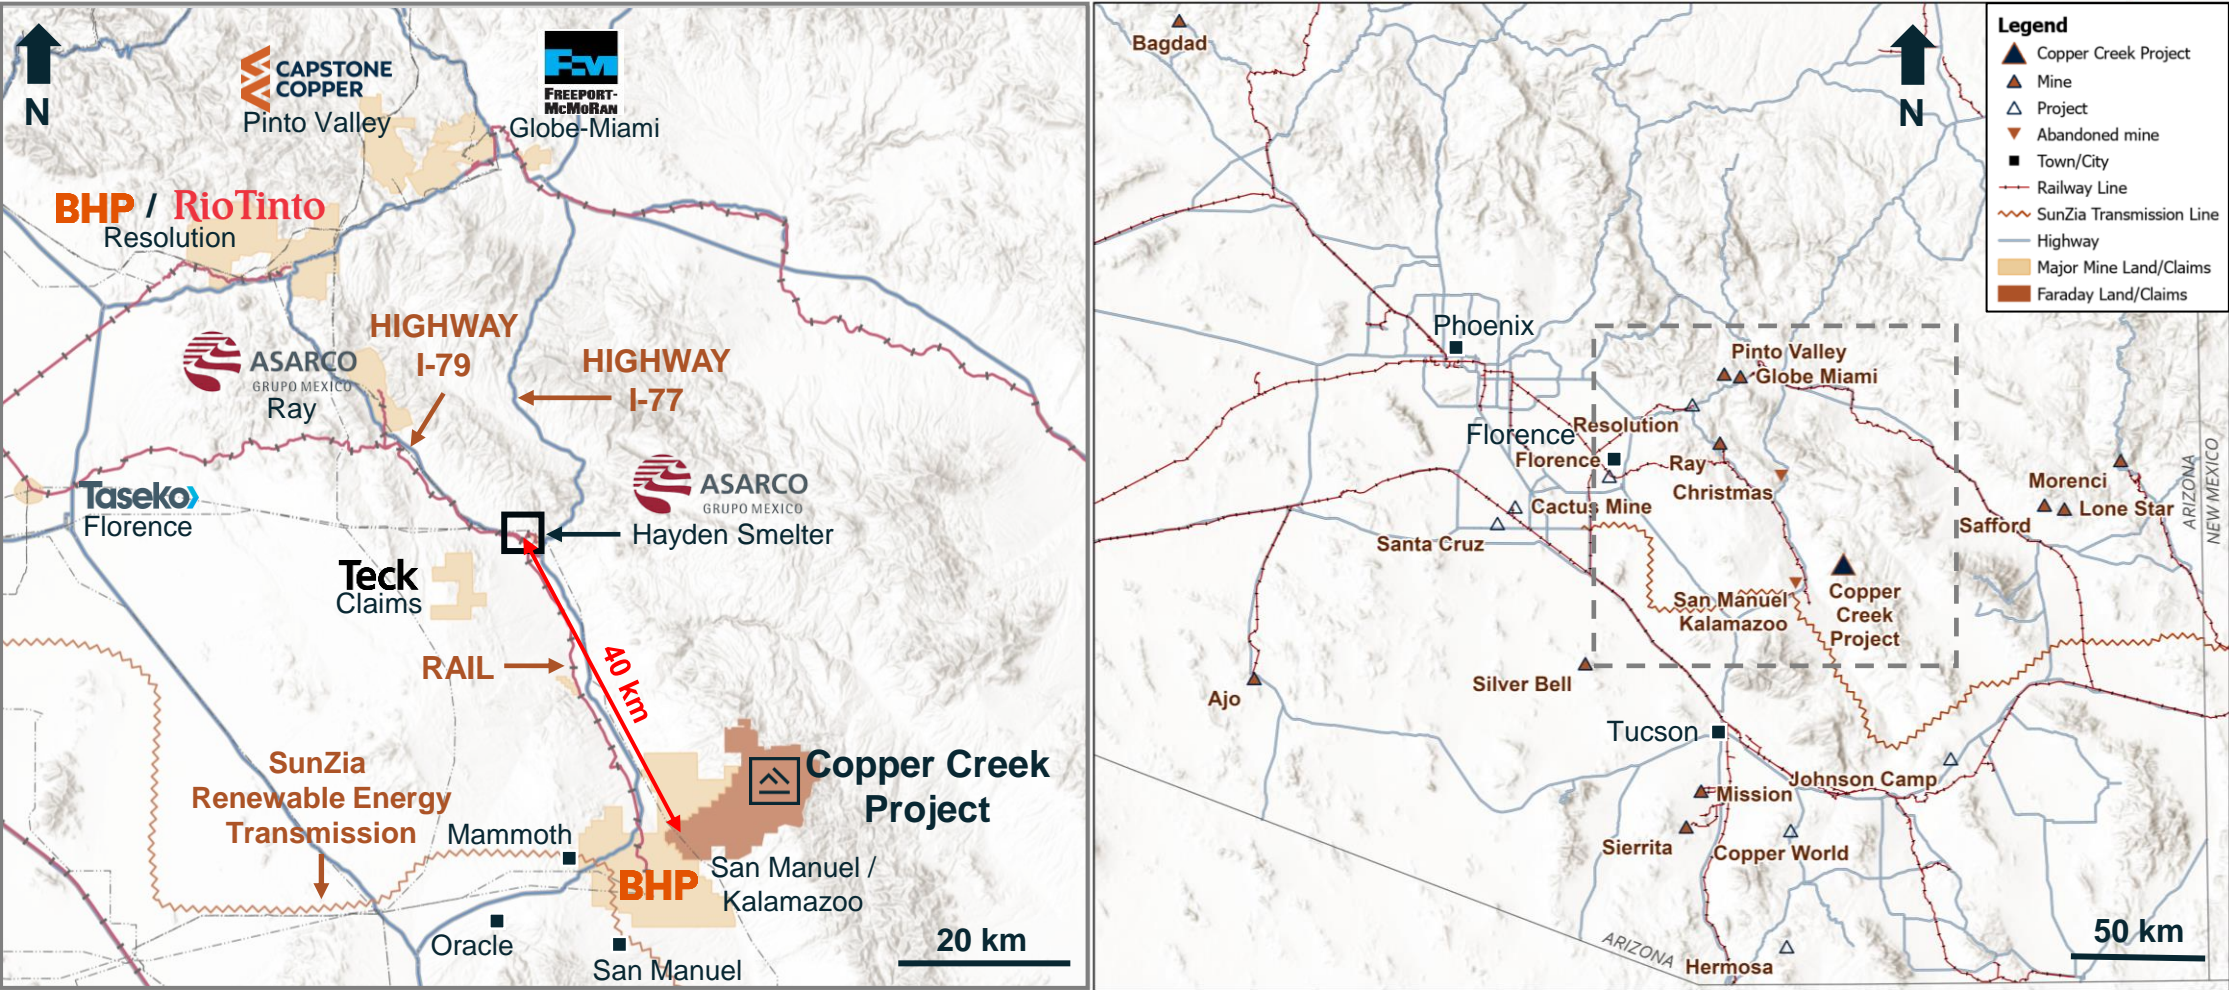 N
CAPSTONE
COPPER
Pinto Valley
FM
FREEPORT-
MCMORAN
Globe-Miami
BHP / RioTinto
Resolution
ASARCO
GRUPO MEXICO
Ray
HIGHWAY
I-79
HIGHWAY
I-77
Taseko
Florence
ASARCO
GRUPO MEXICO
Hayden Smelter
Teck
Claims
RAIL
40 km
SunZia
Renewable Energy
Transmission
Copper Creek
Project
Mammoth
BHP
San Manuel /
Kalamazoo
Oracle
San Manuel
20 km
Bagdad
N
Legend
Copper Creek Project
Mine
Project
Abandoned mine
Town/City
Railway Line
SunZia Transmission Line
Highway
Major Mine Land/Claims
Faraday Land/Claims
Phoenix
Pinto Valley
Globe Miami
Resolution
Florence
Florence
Ray
Christmas
Cactus Mine
Santa Cruz
Morenci
Lone Star
Safford
ARIZONA
NEW MEXICO
San Manuel
Kalamazoo
Copper
Creek
Project
Silver Bell
Ajo
Tucson
Johnson Camp
Mission
Sierrita
Copper World
Hermosa
ARIZONA
50 km